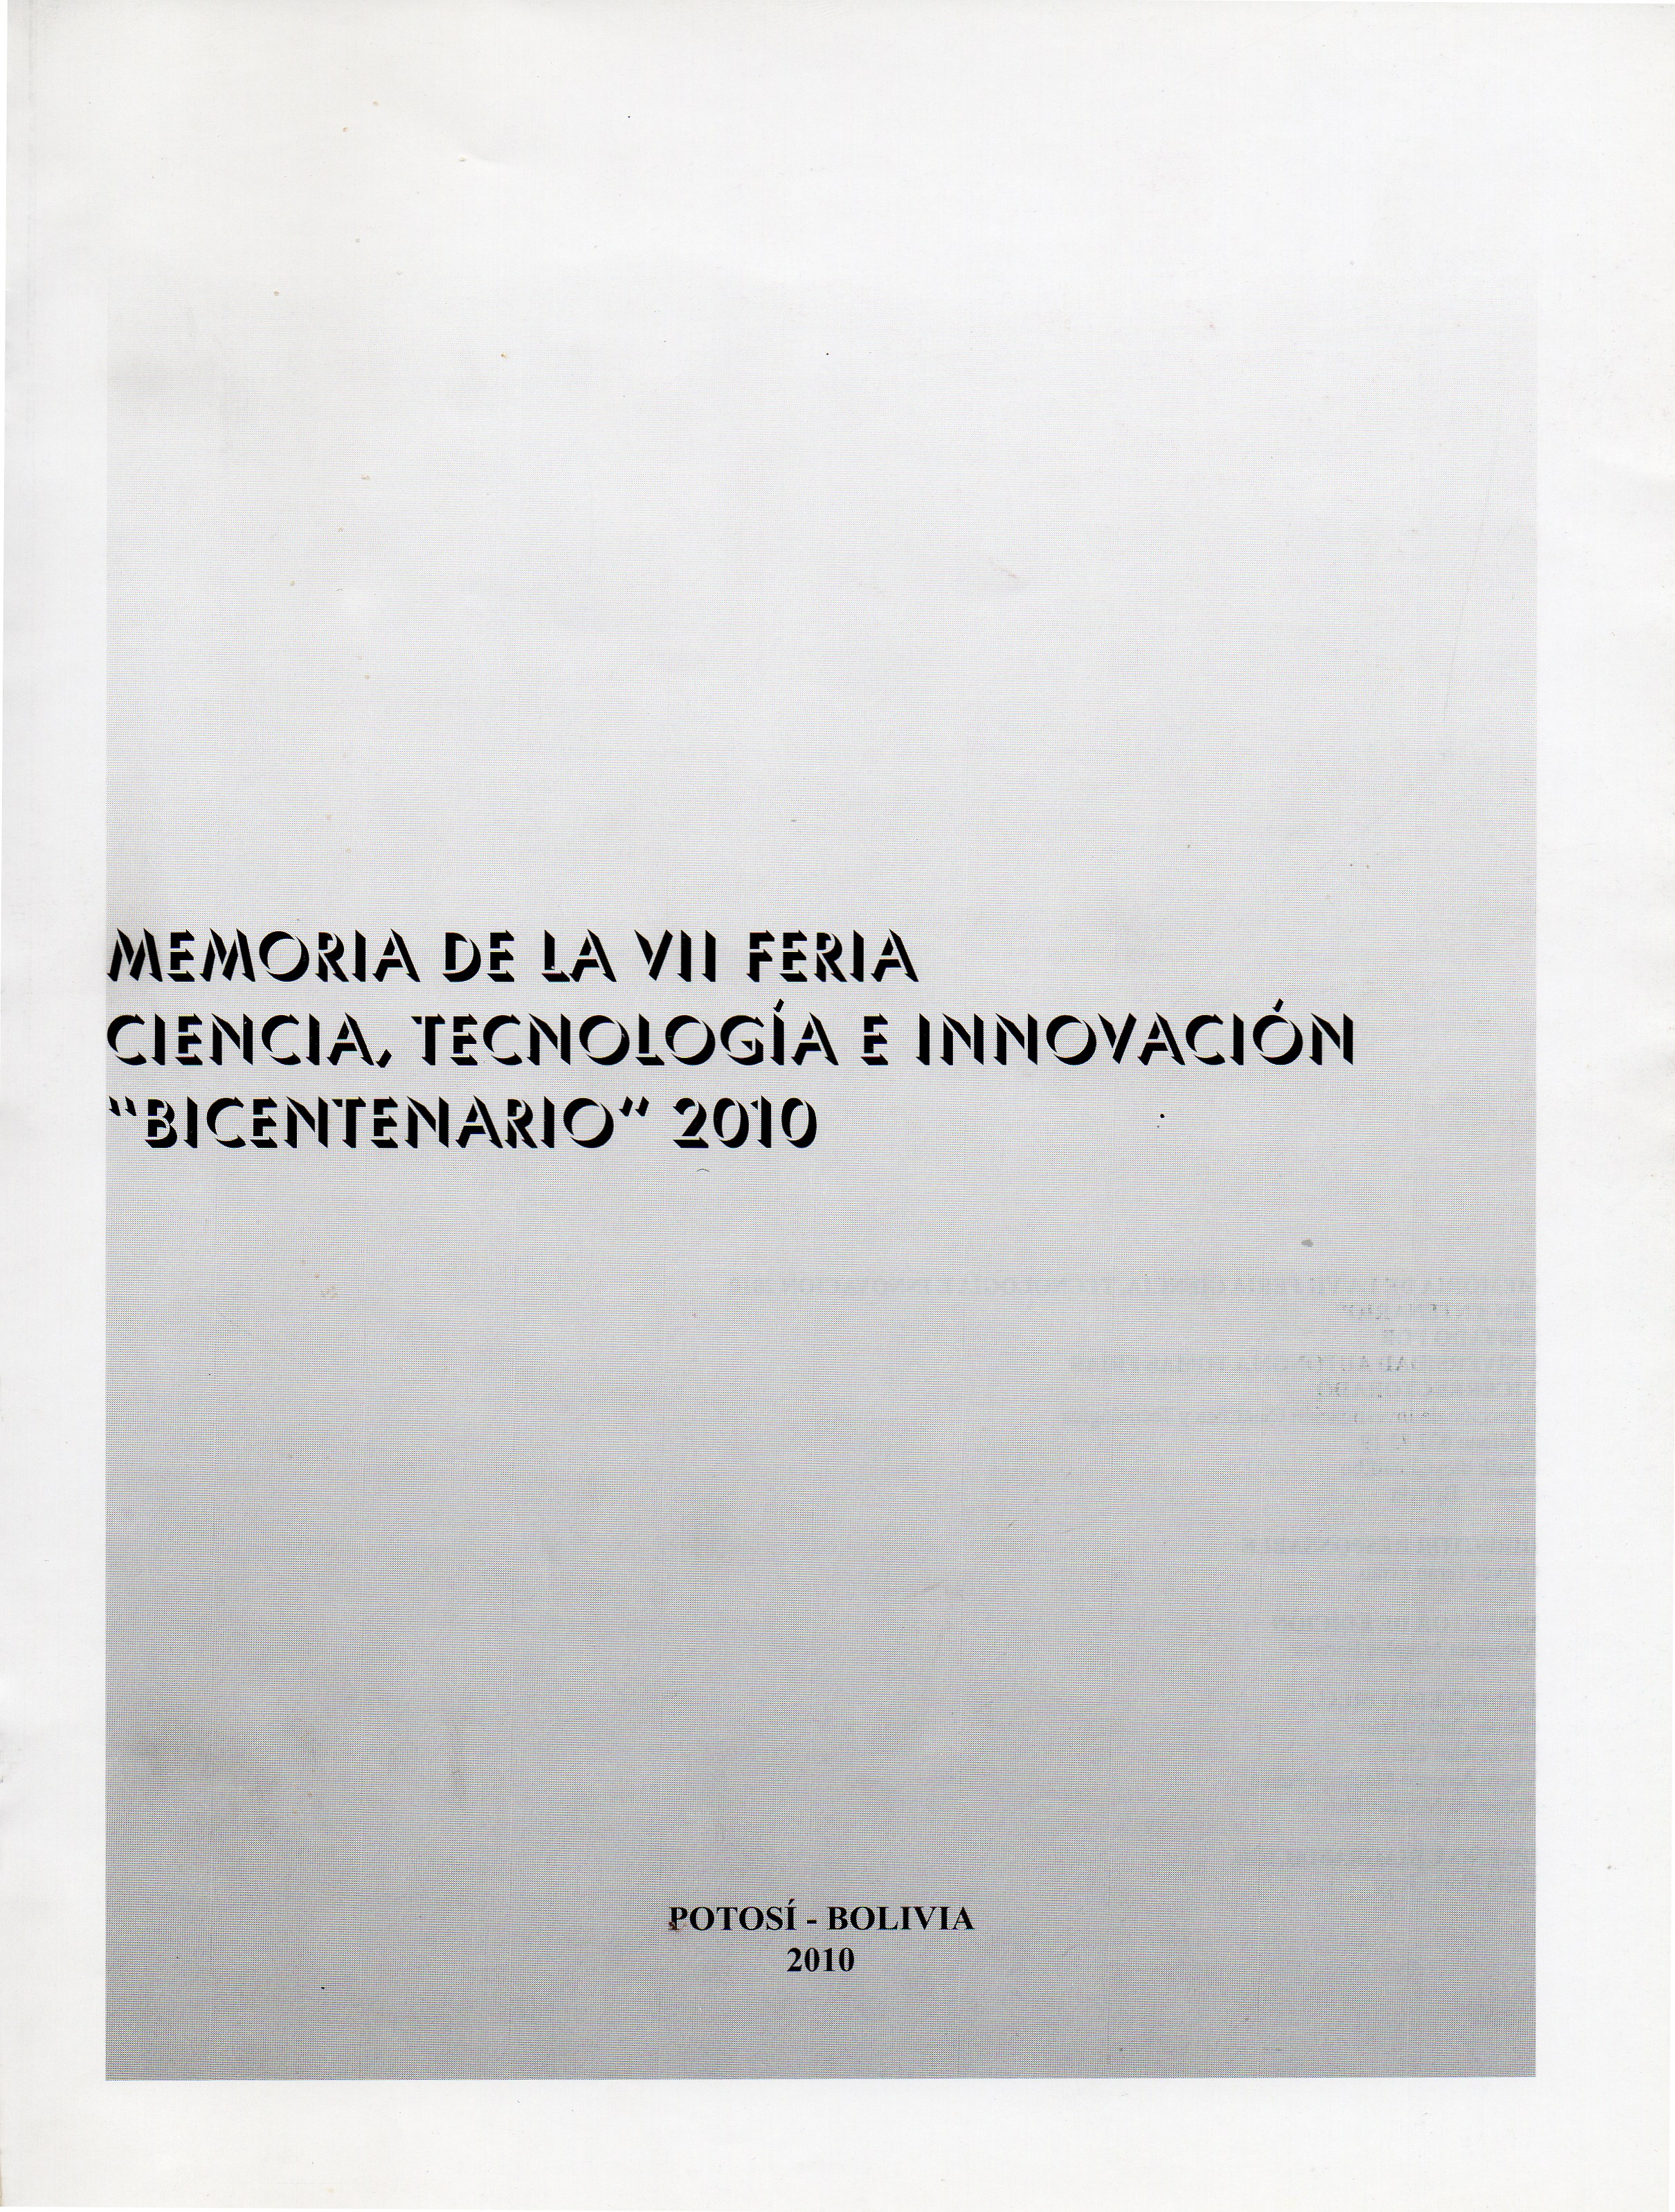 MEMORIA DE LA VII FERIA
CIENCIA, TECNOLOGÍA E INNOVACIÓN
"BICENTENARIO" 2010
POTOSÍ - BOLIVIA
2010